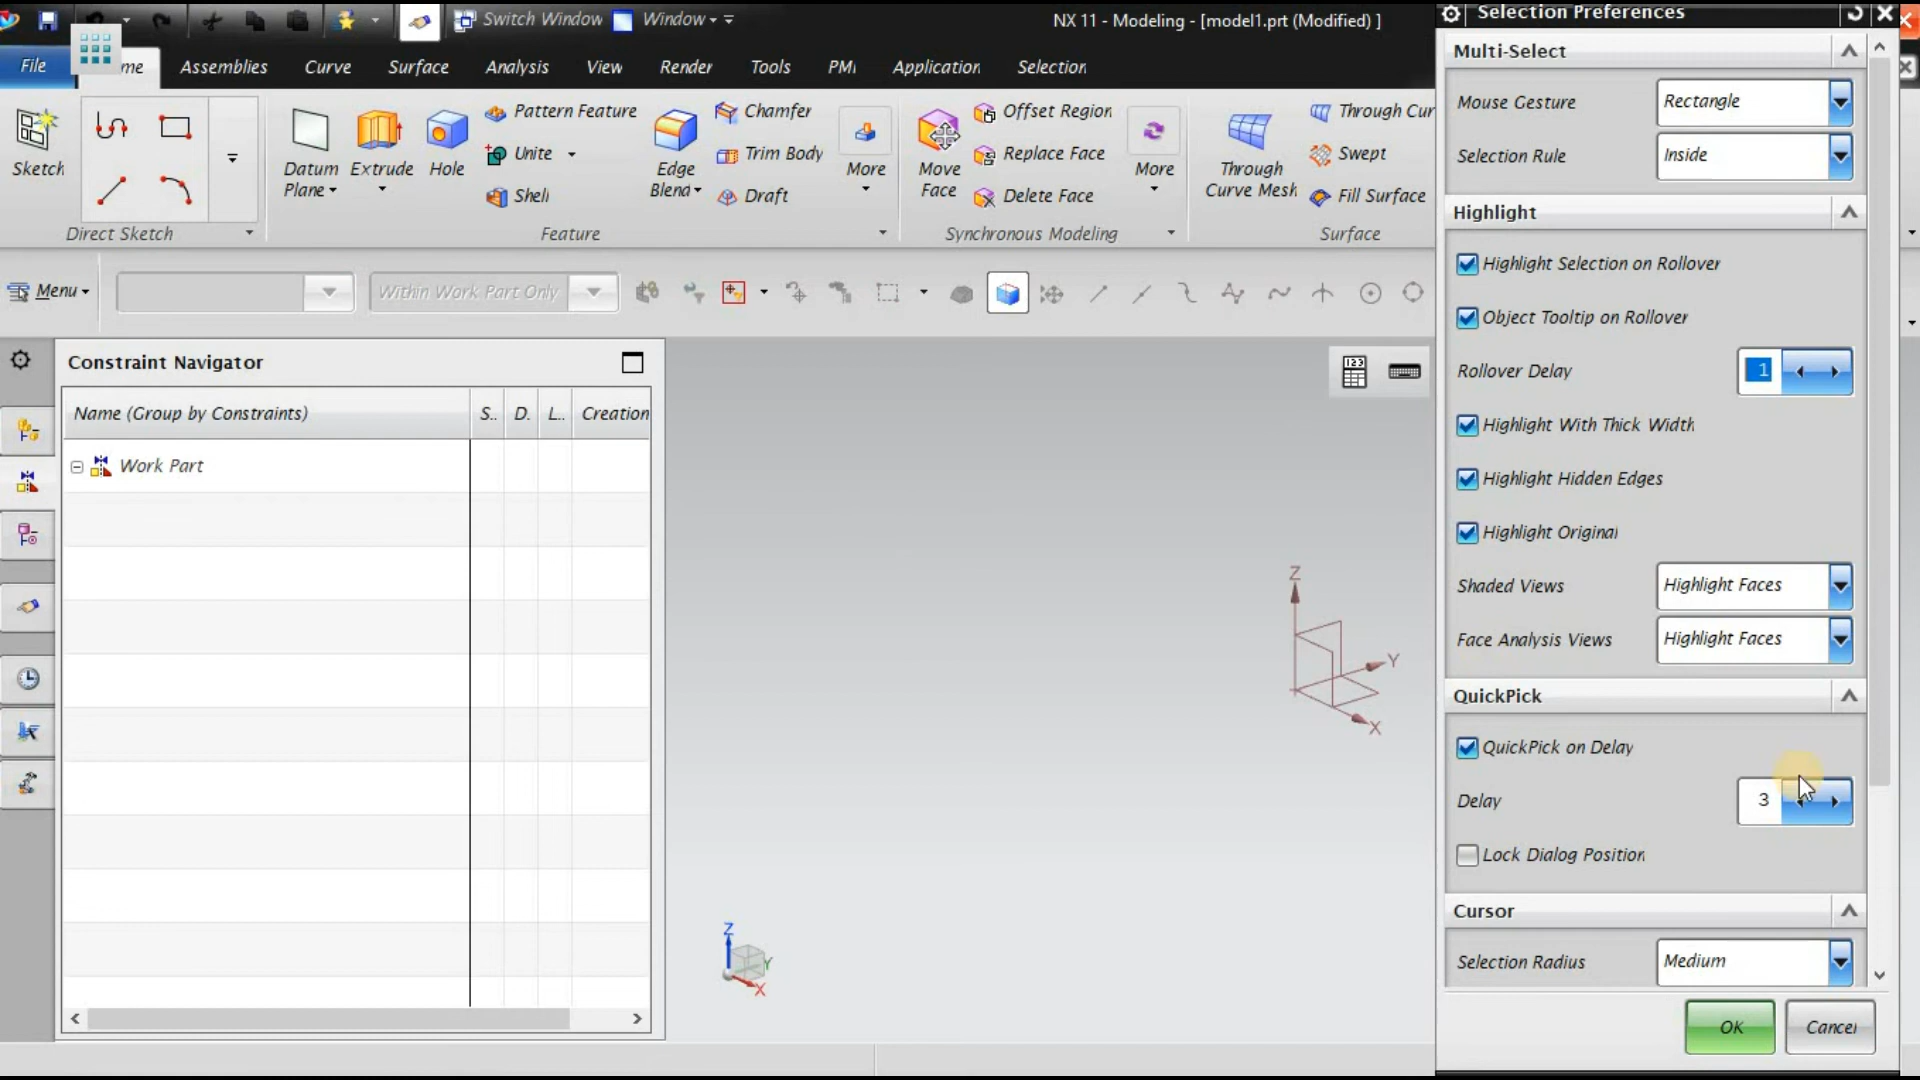 Switch Window
Window
NX 11 - Modeling - [model1.prt (Modified) ]
Selection Preferences
File
me
Assemblies
Curve
Surface
Analysis
View
Render
Tools
PMI
Application
Selection
Sketch
Datum
Plane
Extrude
Hole
Pattern Feature
Unite
Shell
Edge
Blend
Chamfer
Trim Body
Draft
More
Move
Face
Offset Region
Replace Face
Delete Face
More
Through
Curve Mesh
Through Cur
Swept
Fill Surface
Direct Sketch
Feature
Synchronous Modeling
Surface
Menu
Within Work Part Only
Constraint Navigator
Name (Group by Constraints)
S..
D.
L..
Creation
Work Part
123
Z
Y
X
Z
Y
X
Multi-Select
Mouse Gesture
Rectangle
Selection Rule
Inside
Highlight
Highlight Selection on Rollover
Object Tooltip on Rollover
Rollover Delay
1
Highlight With Thick Width
Highlight Hidden Edges
Highlight Original
Shaded Views
Highlight Faces
Face Analysis Views
Highlight Faces
QuickPick
QuickPick on Delay
Delay
3
Lock Dialog Position
Cursor
Selection Radius
Medium
OK
Cancel